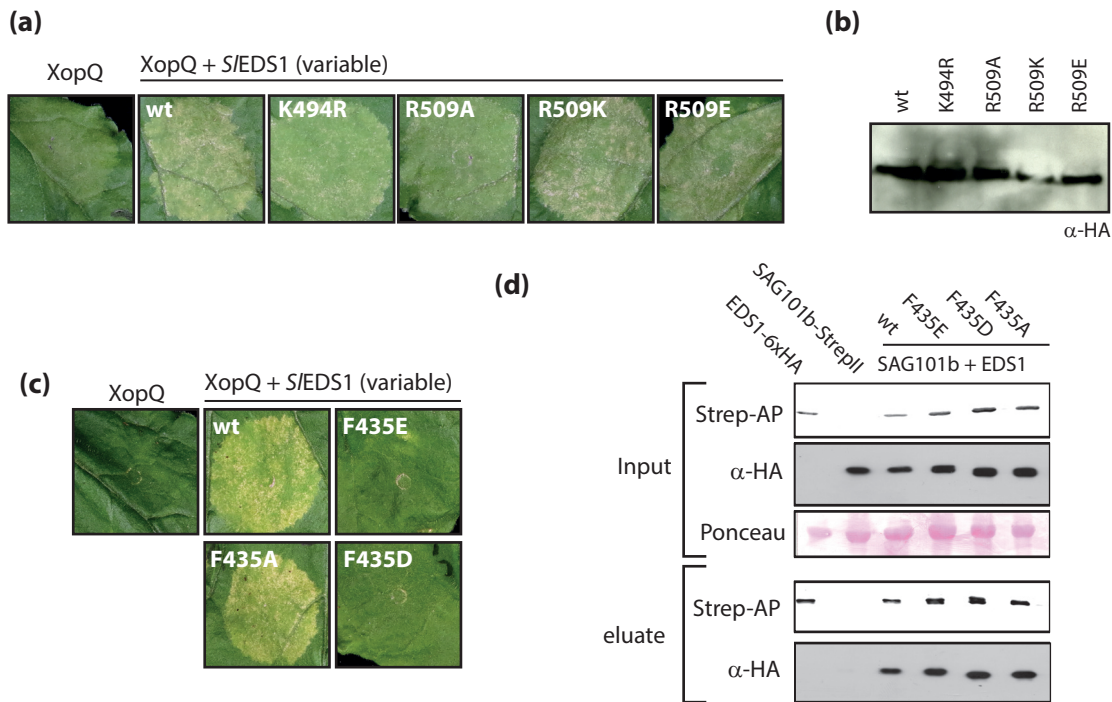 (a)
XopQ
XopQ + SlEDS1 (variable)
wt
K494R
R509A
R509K
R509E
(b)
wt
K494R
R509A
R509K
R509E
α-HA
(c)
XopQ
XopQ + SlEDS1 (variable)
wt
F435E
F435A
F435D
(d)
EDS1-6xHA
SAG101b-StrepII
wt
F435E
F435D
F435A
SAG101b + EDS1
Input
Strep-AP
α-HA
Ponceau
eluate
Strep-AP
α-HA